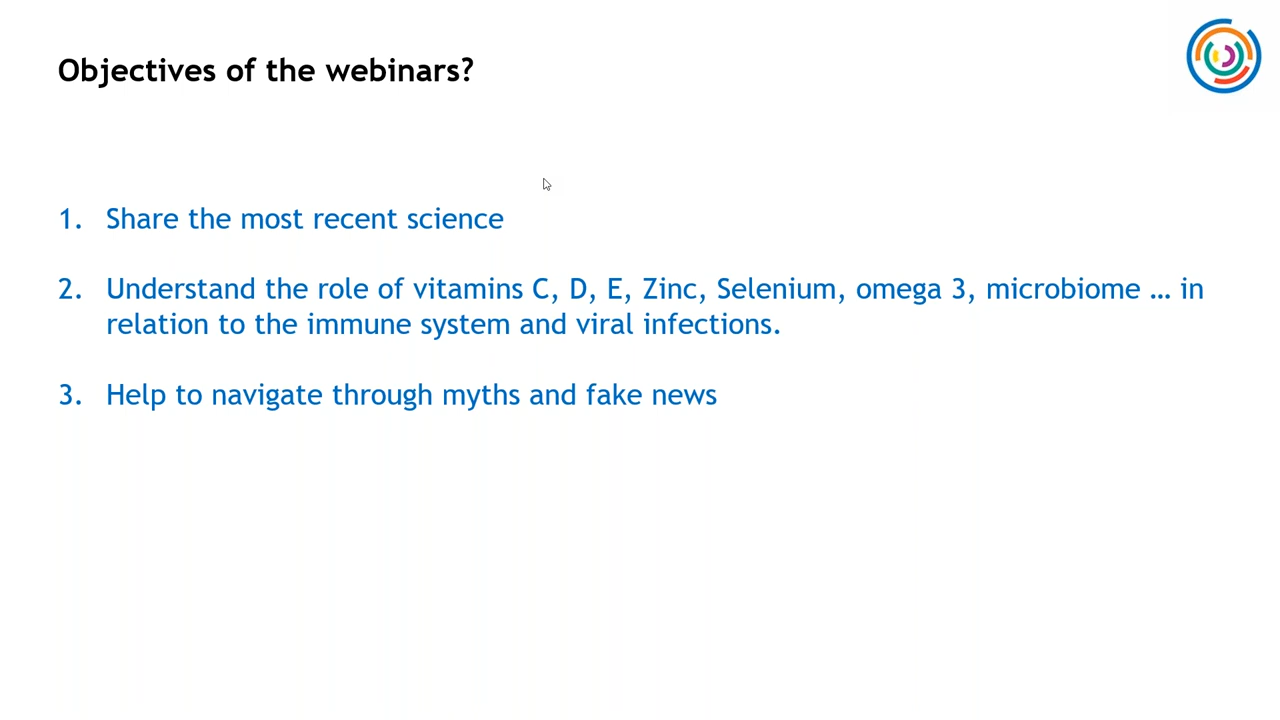 Objectives of the webinars?
1. Share the most recent science
2. Understand the role of vitamins C, D, E, Zinc, Selenium, omega 3, microbiome … in
relation to the immune system and viral infections.
3. Help to navigate through myths and fake news